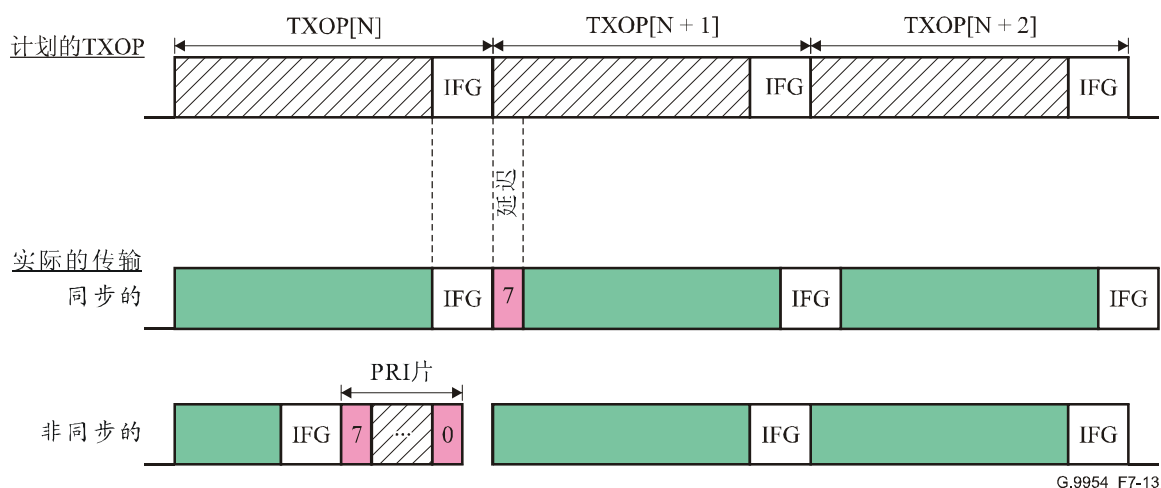 TXOP[N]
TXOP[N + 1]
TXOP[N + 2]
计划的TXOP
IFG
IFG
IFG
延迟
实际的传输
同步的
IFG
7
IFG
IFG
PRI片
非同步的
IFG
7
...
0
IFG
IFG
G.9954_F7-13